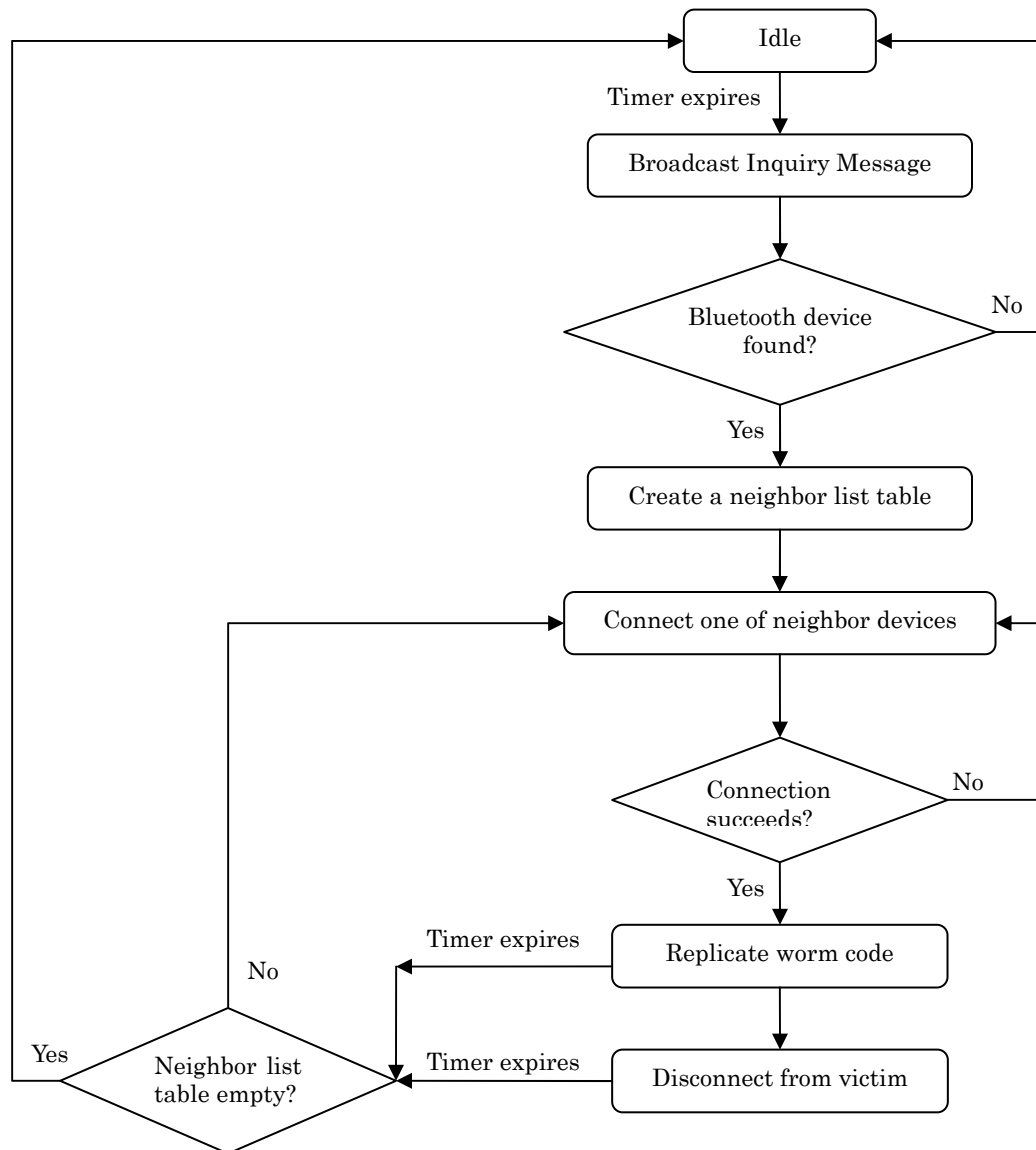 Idle
Timer expires
Broadcast Inquiry Message
Bluetooth device
found?
No
Yes
Create a neighbor list table
Connect one of neighbor devices
Connection
succeeds?
No
Yes
Timer expires
Replicate worm code
No
Yes
Neighbor list
table empty?
Timer expires
Disconnect from victim